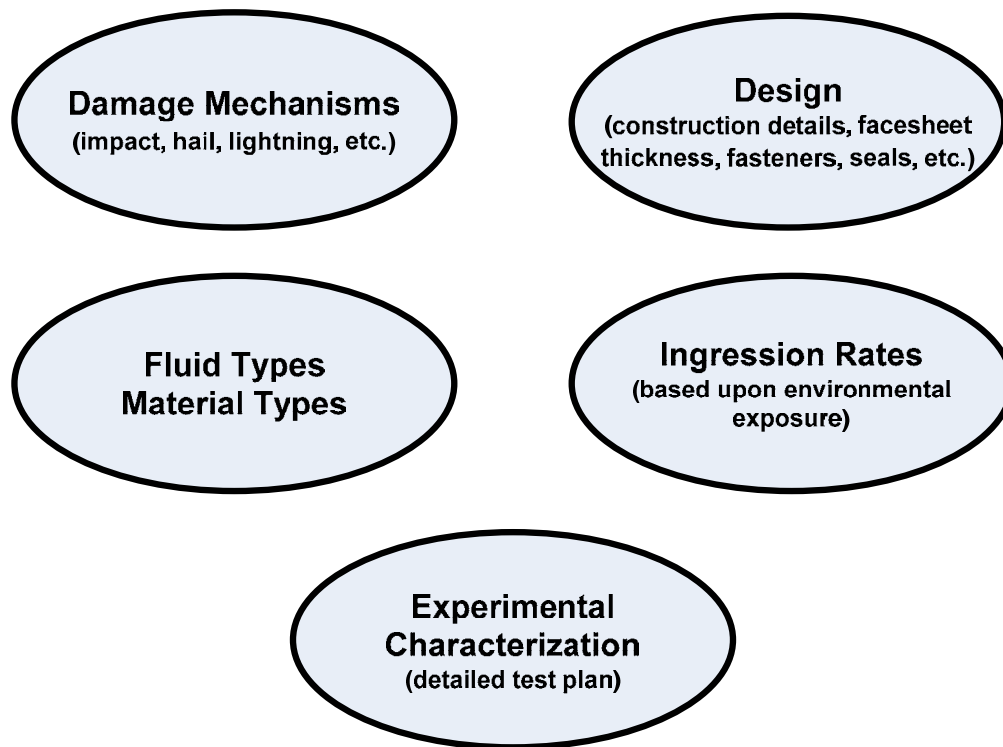 Damage Mechanisms
(impact, hail, lightning, etc.)
Design
(construction details, facesheet
thickness, fasteners, seals, etc.)
Fluid Types
Material Types
Ingression Rates
(based upon environmental
exposure)
Experimental
Characterization
(detailed test plan)